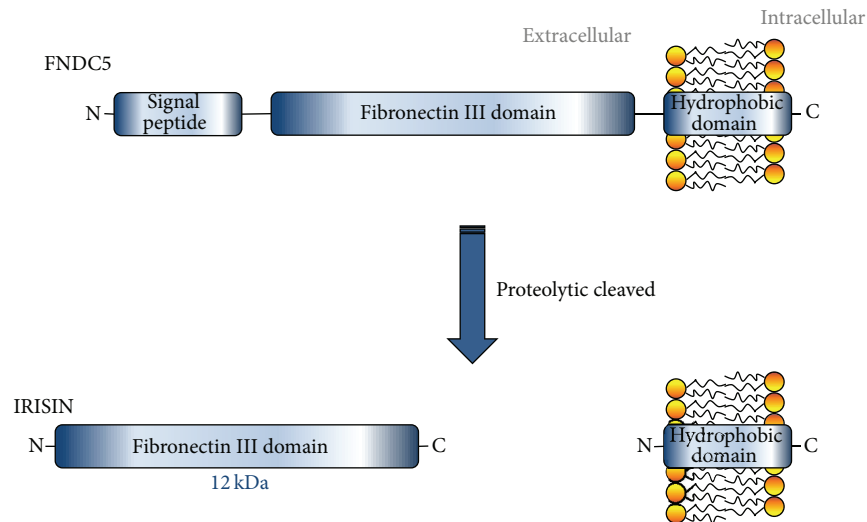 Extracellular
Intracellular
FNDC5
N
Signal
peptide
Fibronectin III domain
Hydrophobic
domain
C
Proteolytic cleaved
IRISIN
N
Fibronectin III domain
C
12 kDa
N
Hydrophobic
domain
C